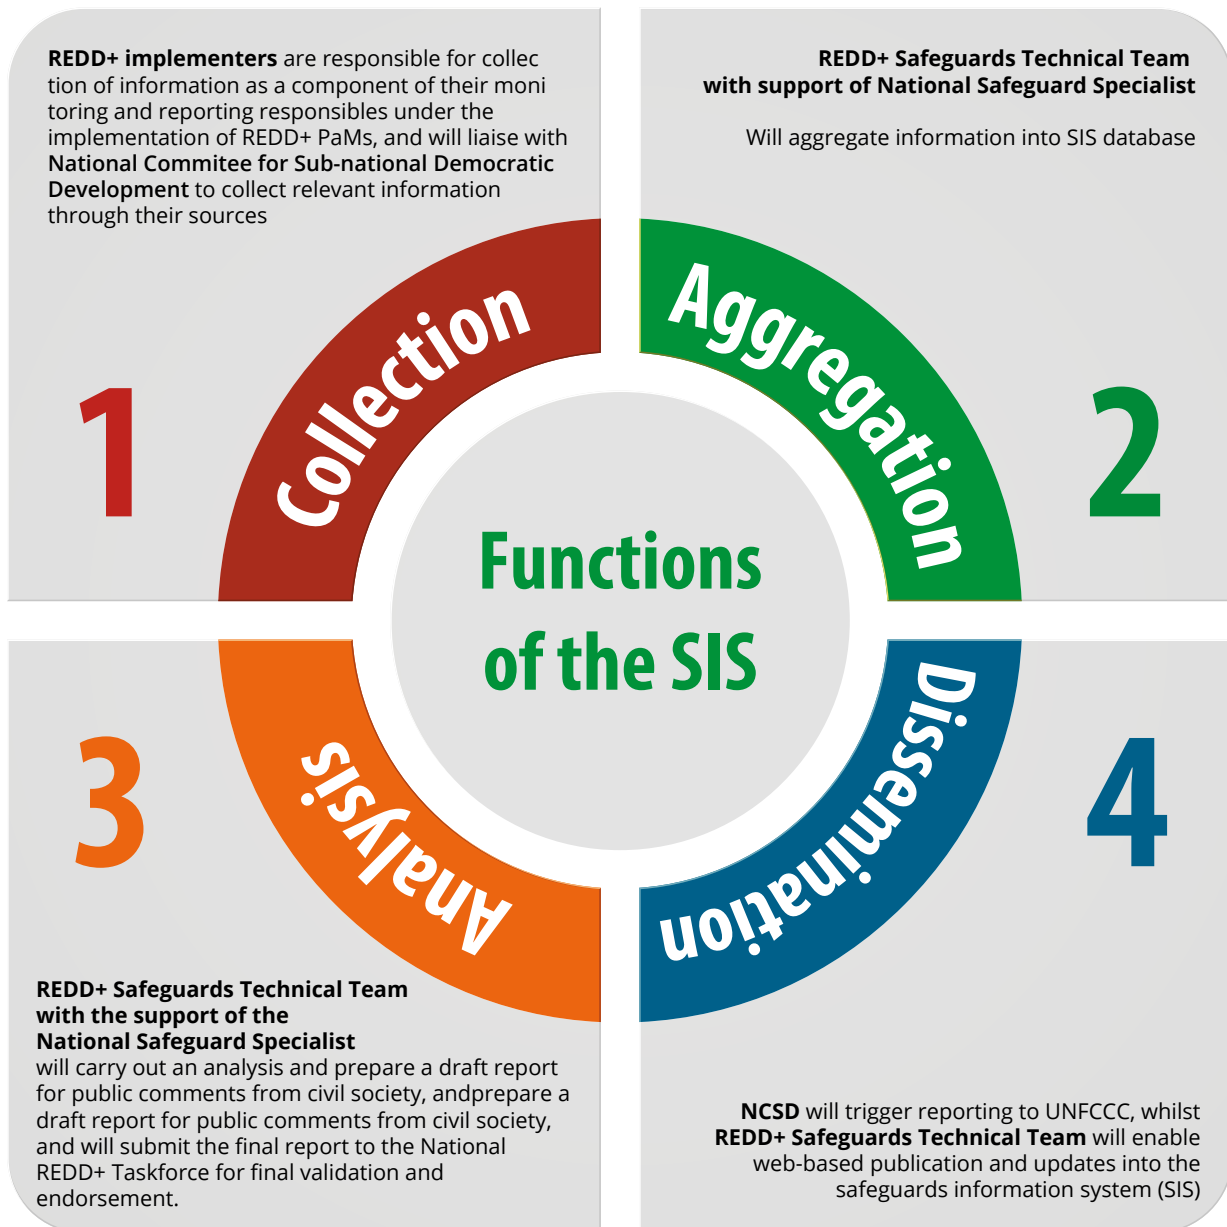 REDD+ implementers are responsible for collec
tion of information as a component of their moni
toring and reporting responsibles under the
implementation of REDD+ PaMs, and will liaise with
National Commitee for Sub-national Democratic
Development to collect relevant information
through their sources
1
Collection
REDD+ Safeguards Technical Team
with support of National Safeguard Specialist
Will aggregate information into SIS database
Aggregation
2
Functions
of the SIS
3
Analysis
REDD+ Safeguards Technical Team
with the support of the
National Safeguard Specialist
will carry out an analysis and prepare a draft report
for public comments from civil society, andprepare a
draft report for public comments from civil society,
and will submit the final report to the National
REDD+ Taskforce for final validation and
endorsement.
Dissemination
4
NCSD will trigger reporting to UNFCCC, whilst
REDD+ Safeguards Technical Team will enable
web-based publication and updates into the
safeguards information system (SIS)